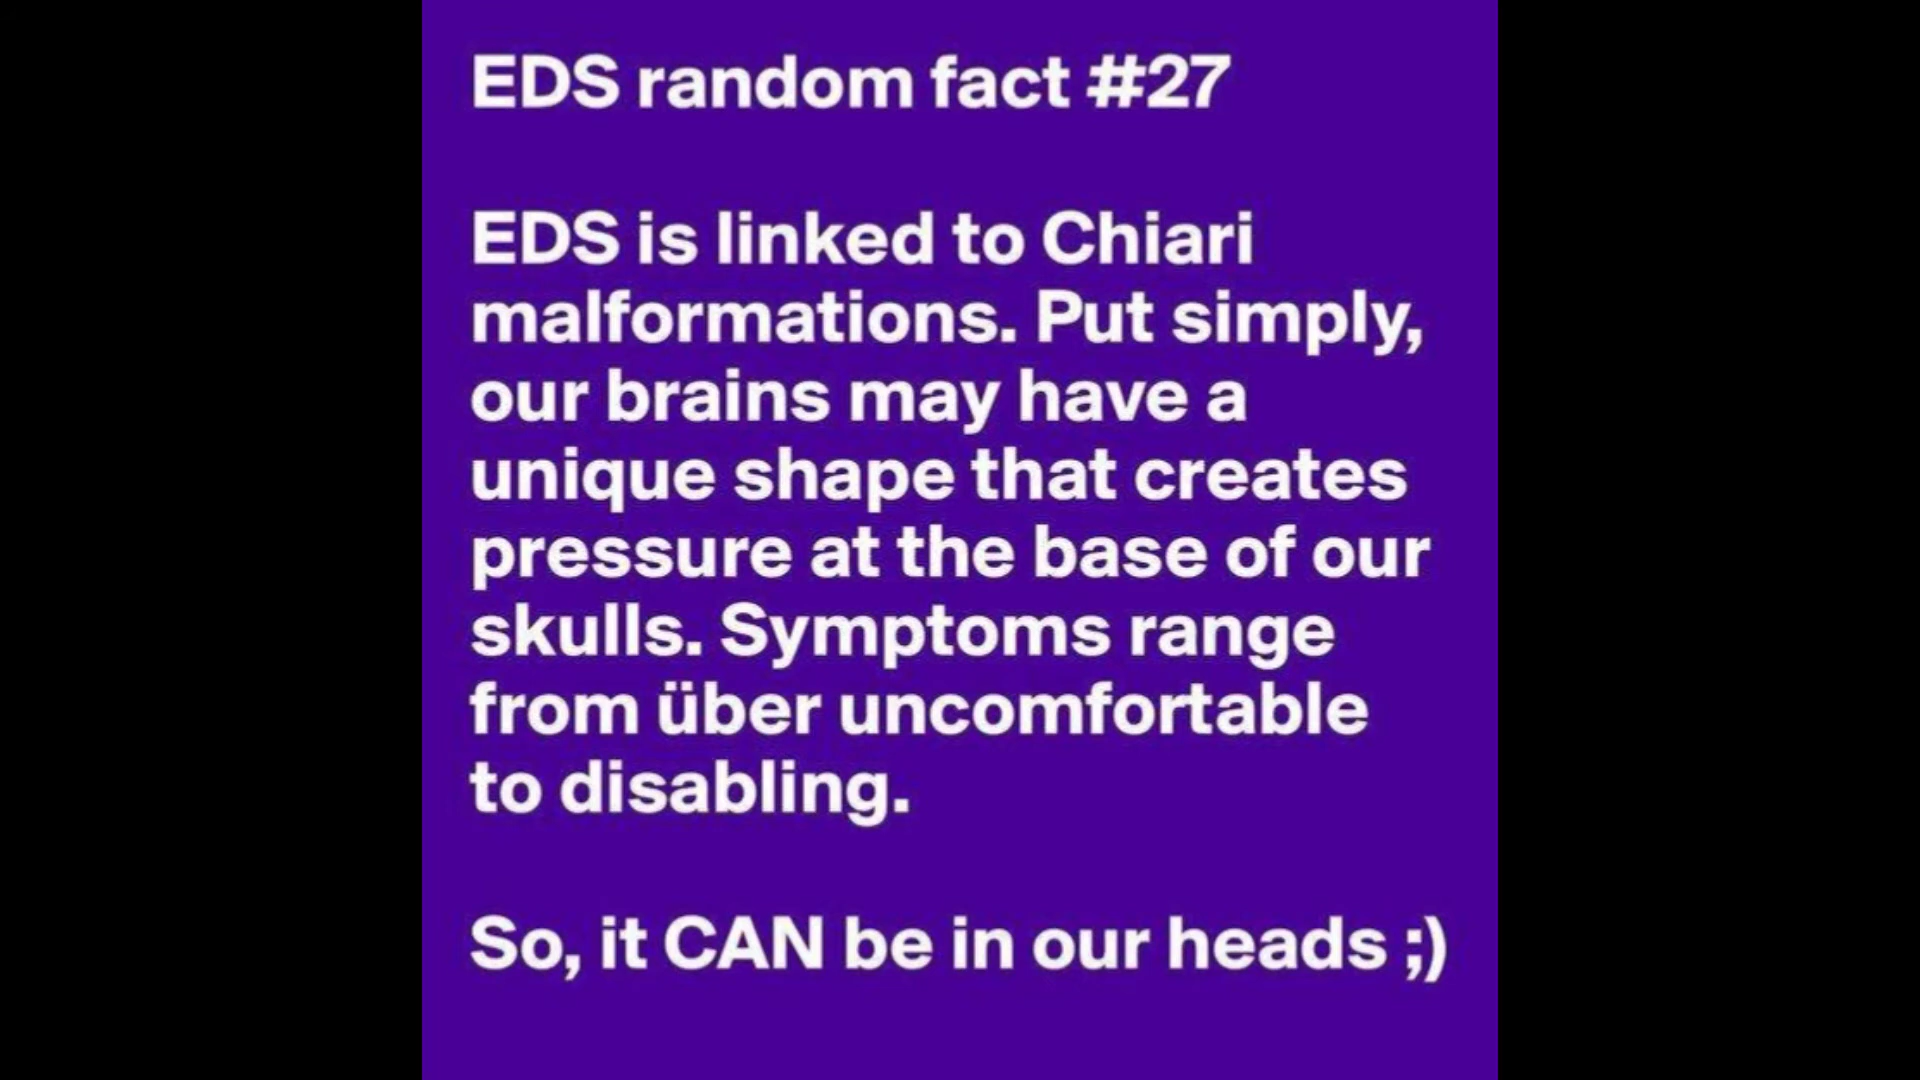 EDS random fact #27
EDS is linked to Chiari
malformations. Put simply,
our brains may have a
unique shape that creates
pressure at the base of our
skulls. Symptoms range
from über uncomfortable
to disabling.
So, it CAN be in our heads ;)